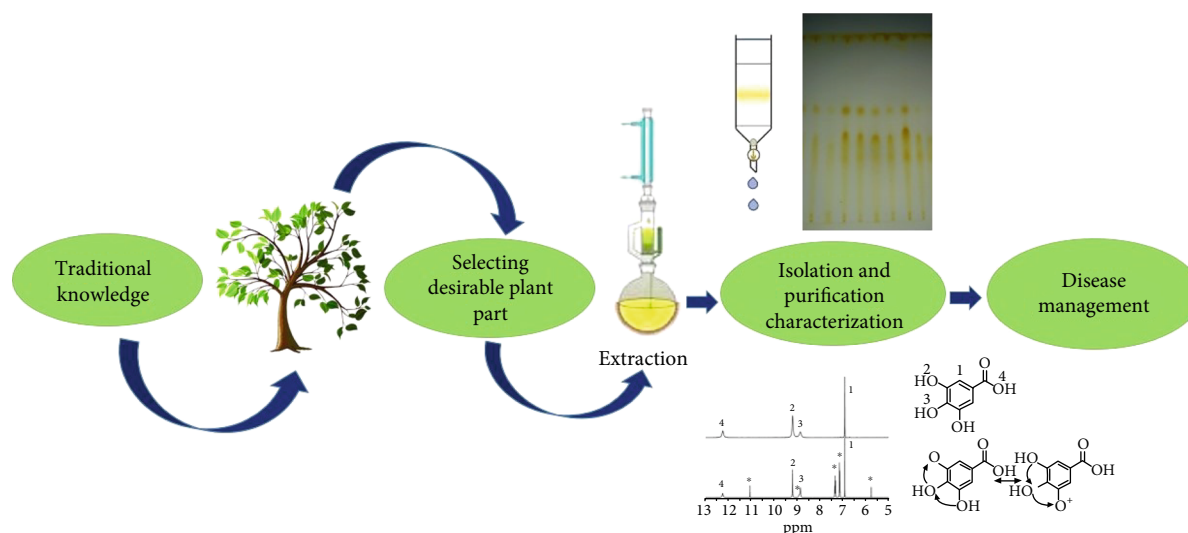 Traditional
knowledge
Selecting
desirable plant
part
Extraction
Isolation and
purification
characterization
Disease
management
4
2
3
1
4
*
2
*
3
*
*
1
*
13 12 11 10 9 8 7 6 5
ppm
2
1
O
4
HO
OH
3
HO
OH
O
O
OH
HO
OH
O
HO
OH
HO
O+